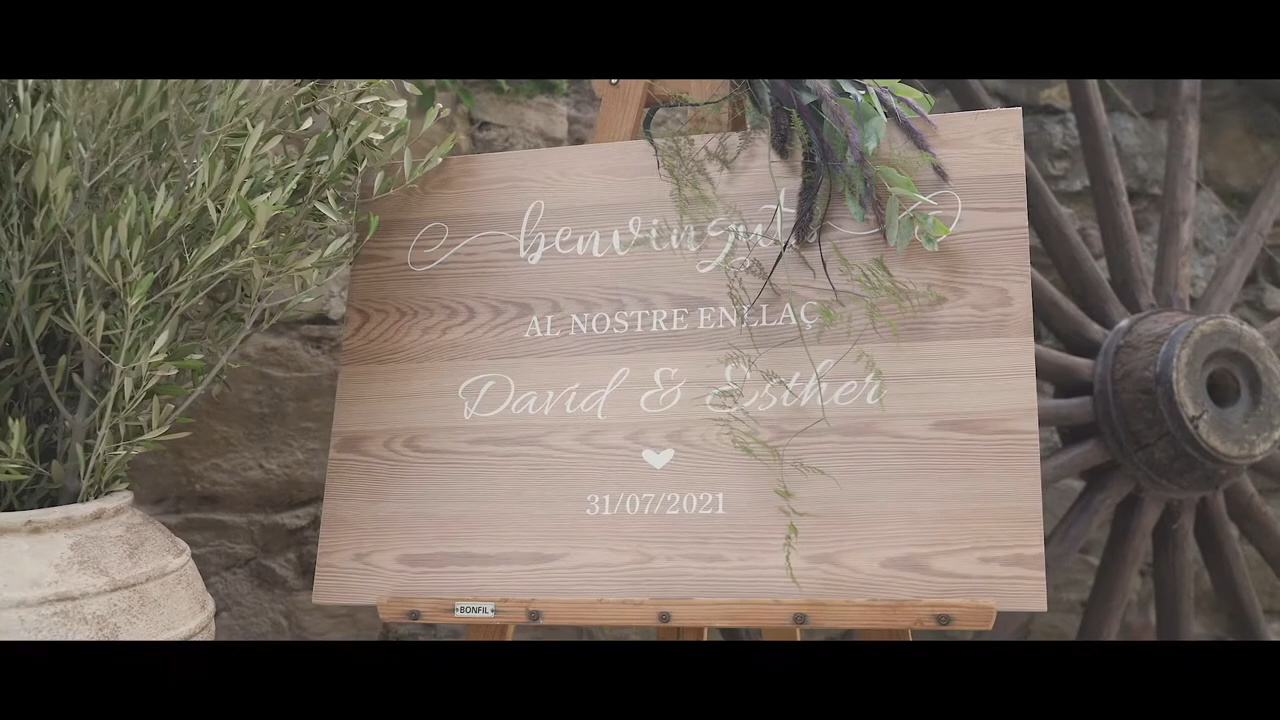 benvinguts
AL NOSTRE ENLLAÇ
David & Esther
31/07/2021
BONFIL